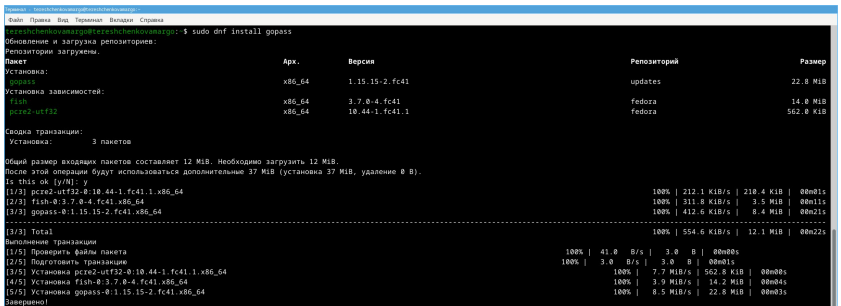 Терминал - tereshchenkovamargo@tereshchenkovamargo:~
Файл Правка Вид Терминал Вкладки Справка
tereshchenkovamargo@tereshchenkovamargo:~$ sudo dnf install gopass
Обновление и загрузка репозиториев:
Репозитории загружены.
Пакет Арх. Версия Репозиторий Размер
Установка:
gopass x86_64 1.15.15-2.fc41 updates 22.8 MiB
Установка зависимостей:
fish x86_64 3.7.0-4.fc41 fedora 14.0 MiB
pcre2-utf32 x86_64 10.44-1.fc41.1 fedora 562.0 KiB
Сводка транзакции:
Установка: 3 пакетов
Общий размер входящих пакетов составляет 12 MiB. Необходимо загрузить 12 MiB.
После этой операции будут использоваться дополнительные 37 MiB (установка 37 MiB, удаление 0 B).
Is this ok [y/N]: y
[1/3] pcre2-utf32-0:10.44-1.fc41.1.x86_64 100% | 212.1 KiB/s | 210.4 KiB | 00m01s
[2/3] fish-0:3.7.0-4.fc41.x86_64 100% | 311.8 KiB/s | 3.5 MiB | 00m11s
[3/3] gopass-0:1.15.15-2.fc41.x86_64 100% | 412.6 KiB/s | 8.4 MiB | 00m21s
[3/3] Total 100% | 554.6 KiB/s | 12.1 MiB | 00m22s
Выполнение транзакции
[1/5] Проверить файлы пакета 100% | 41.0 B/s | 3.0 B | 00m00s
[2/5] Подготовить транзакцию 100% | 3.0 B/s | 3.0 B | 00m01s
[3/5] Установка pcre2-utf32-0:10.44-1.fc41.1.x86_64 100% | 7.7 MiB/s | 562.8 KiB | 00m00s
[4/5] Установка fish-0:3.7.0-4.fc41.x86_64 100% | 3.9 MiB/s | 14.2 MiB | 00m04s
[5/5] Установка gopass-0:1.15.15-2.fc41.x86_64 100% | 8.5 MiB/s | 22.8 MiB | 00m03s
Завершено!